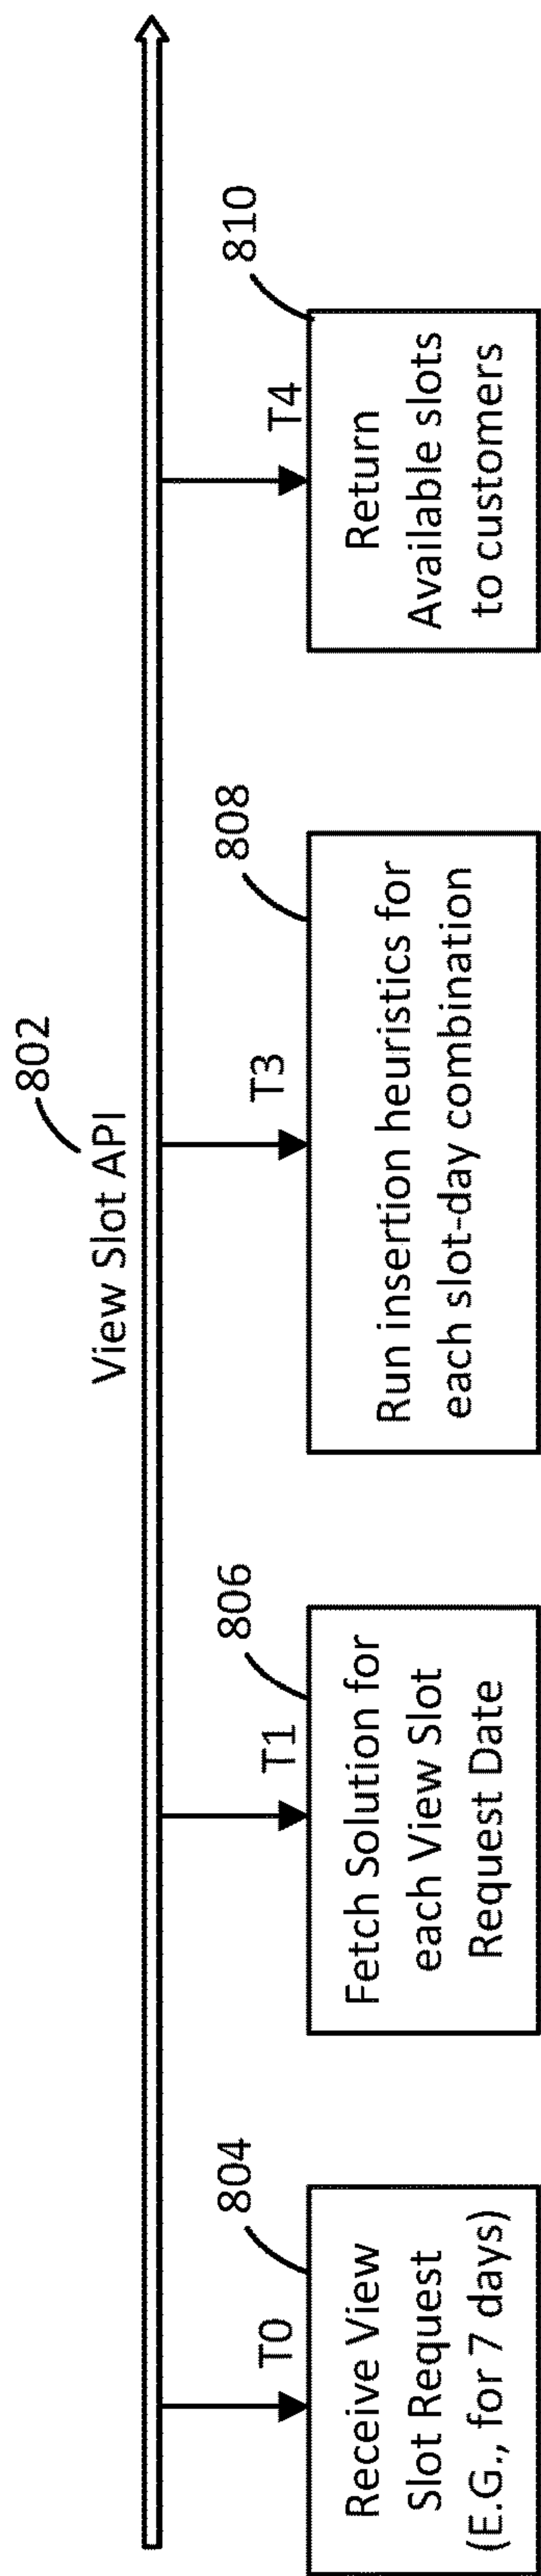 802
View Slot API
T0
804
Receive View
Slot Request
(E.G., for 7 days)
T1
806
Fetch Solution for
each View Slot
Request Date
T3
808
Run insertion heuristics for
each slot-day combination
T4
810
Return
Available slots
to customers